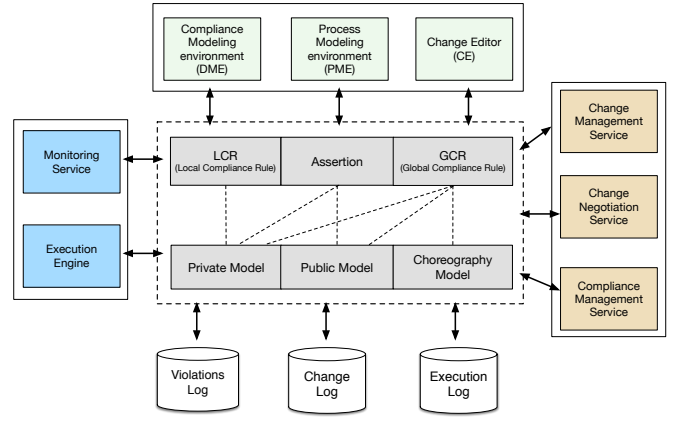 Compliance
Modeling
environment
(DME)
Process
Modeling
environment
(PME)
Change Editor
(CE)
Monitoring
Service
Execution
Engine
LCR
(Local Compliance Rule)
Assertion
GCR
(Global Compliance Rule)
Private Model
Public Model
Choreography
Model
Change
Management
Service
Change
Negotiation
Service
Compliance
Management
Service
Violations
Log
Change
Log
Execution
Log